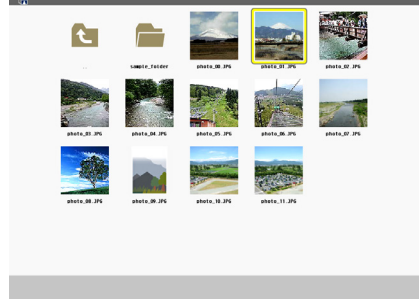 ..
sample_folder
photo_00.JPG
photo_01.JPG
photo_02.JPG
photo_03.JPG
photo_04.JPG
photo_05.JPG
photo_06.JPG
photo_07.JPG
photo_08.JPG
photo_09.JPG
photo_10.JPG
photo_11.JPG